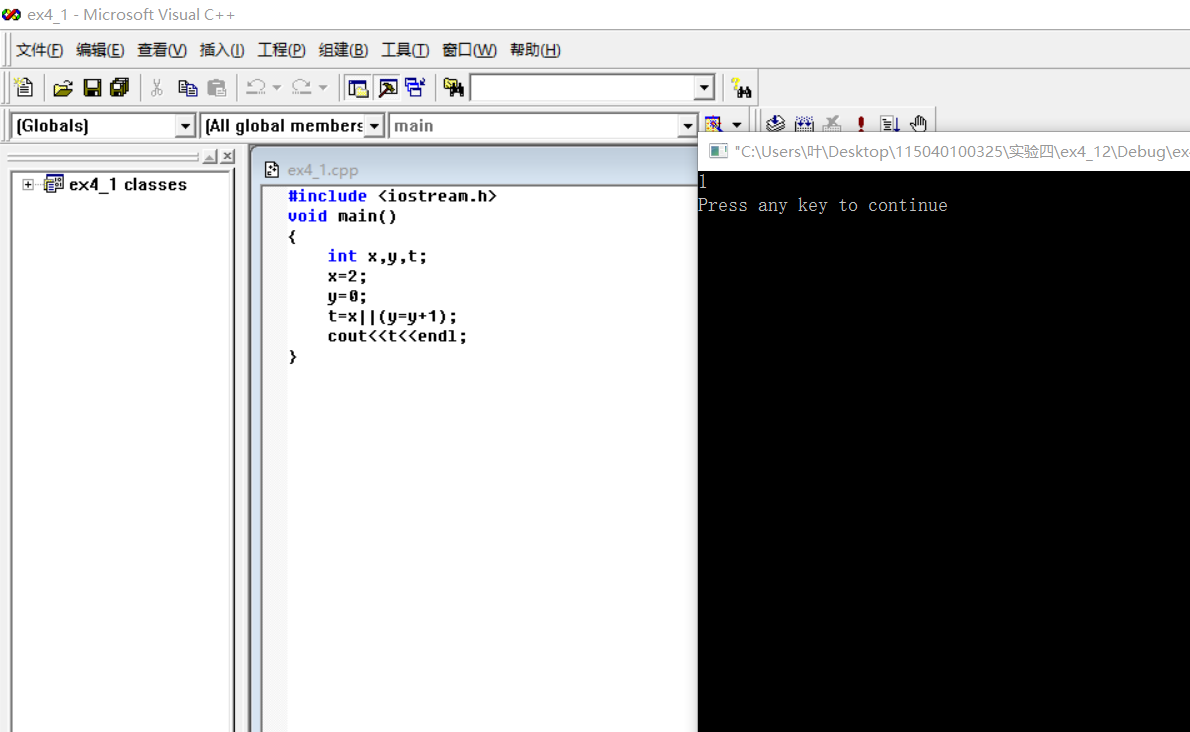 ex4_1 - Microsoft Visual C++
文件(F) 编辑(E) 查看(V) 插入(I) 工程(P) 组建(B) 工具(T) 窗口(W) 帮助(H)
(Globals) (All global members main
"C:\Users\叶\Desktop\115040100325\实验四\ex4_12\Debug\ex
ex4_1 classes
ex4_1.cpp
#include <iostream.h>
void main()
{
int x,y,t;
x=2;
y=0;
t=x||(y=y+1);
cout<<t<<endl;
}
1
Press any key to continue